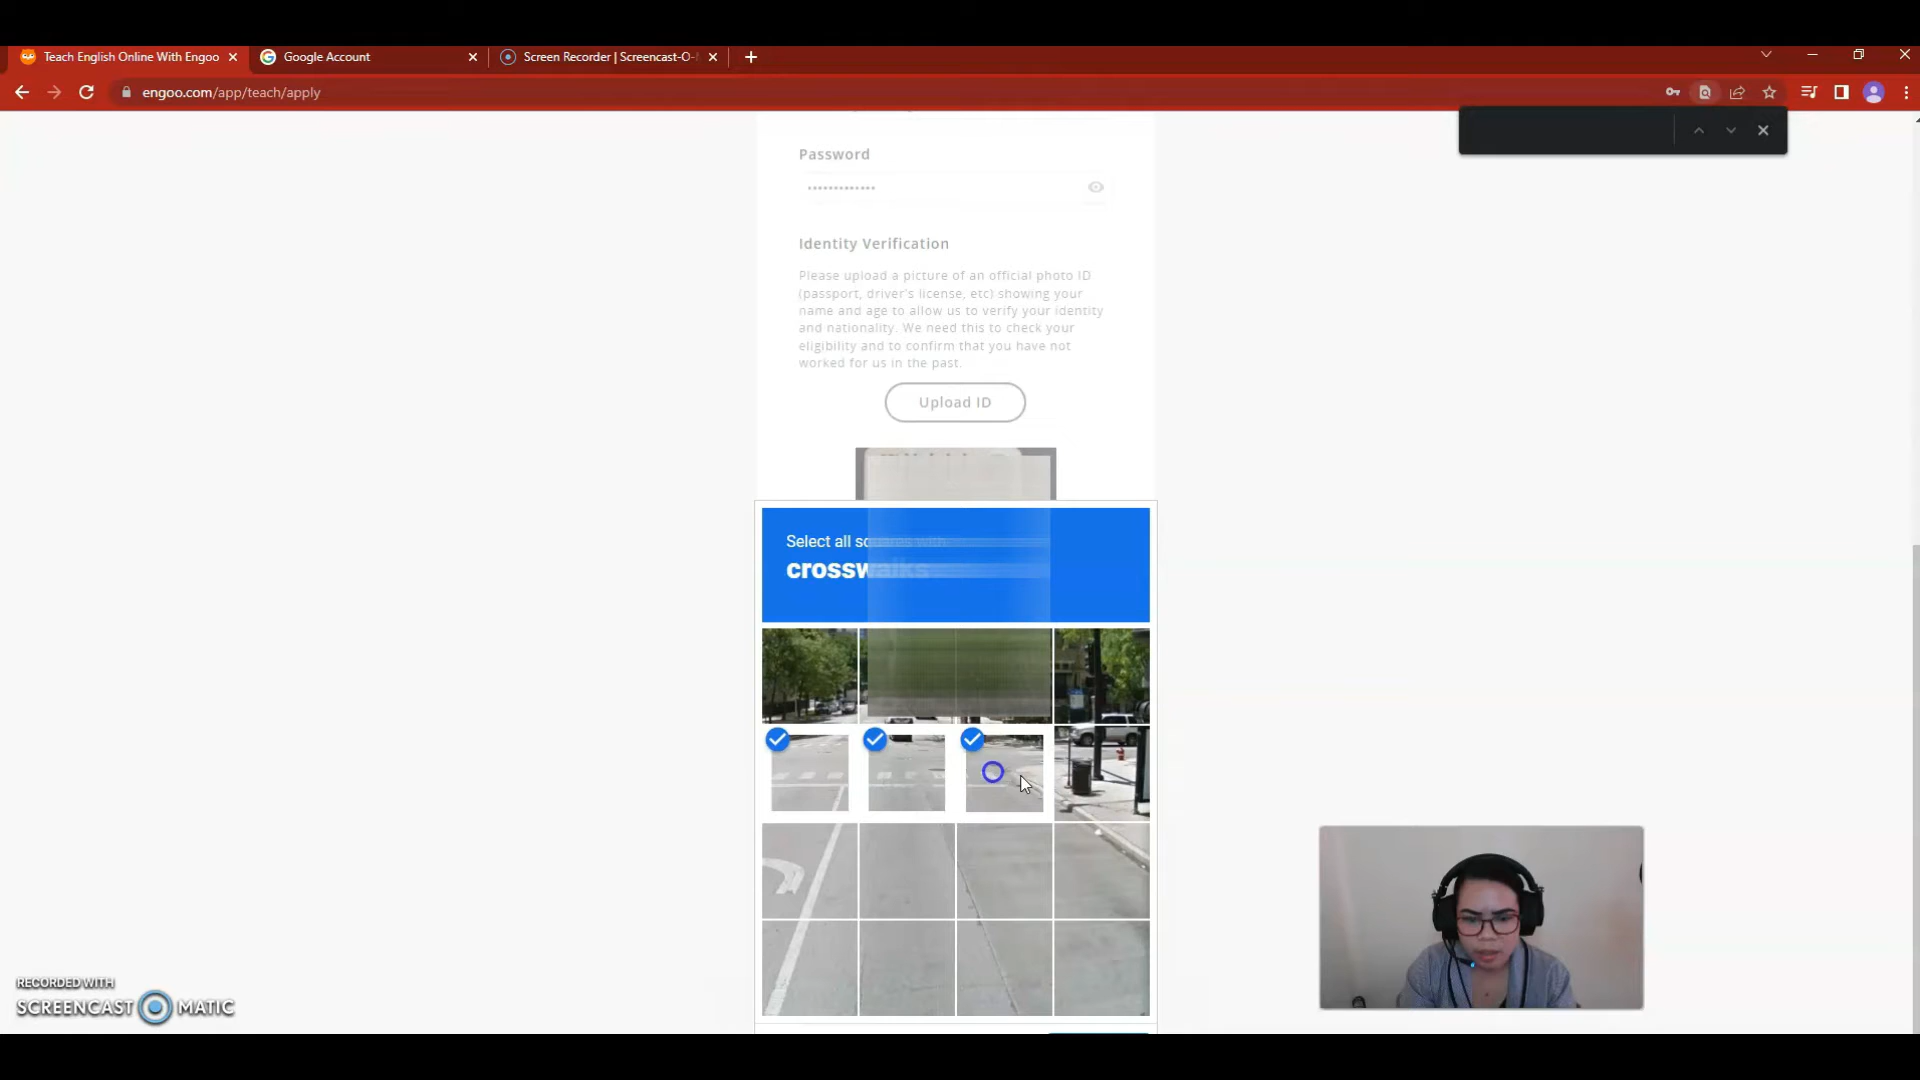 Teach English Online With Engoo
Google Account
Screen Recorder | Screencast-O-
engoo.com/app/teach/apply
Password
•••••••••••••
Identity Verification
Please upload a picture of an official photo ID
(passport, driver's license, etc) showing your
name and age to allow us to verify your identity
and nationality. We need this to check your
eligibility and to confirm that you have not
worked for us in the past.
Upload ID
Select all squares with
crosswalks
RECORDED WITH
SCREENCAST MATIC